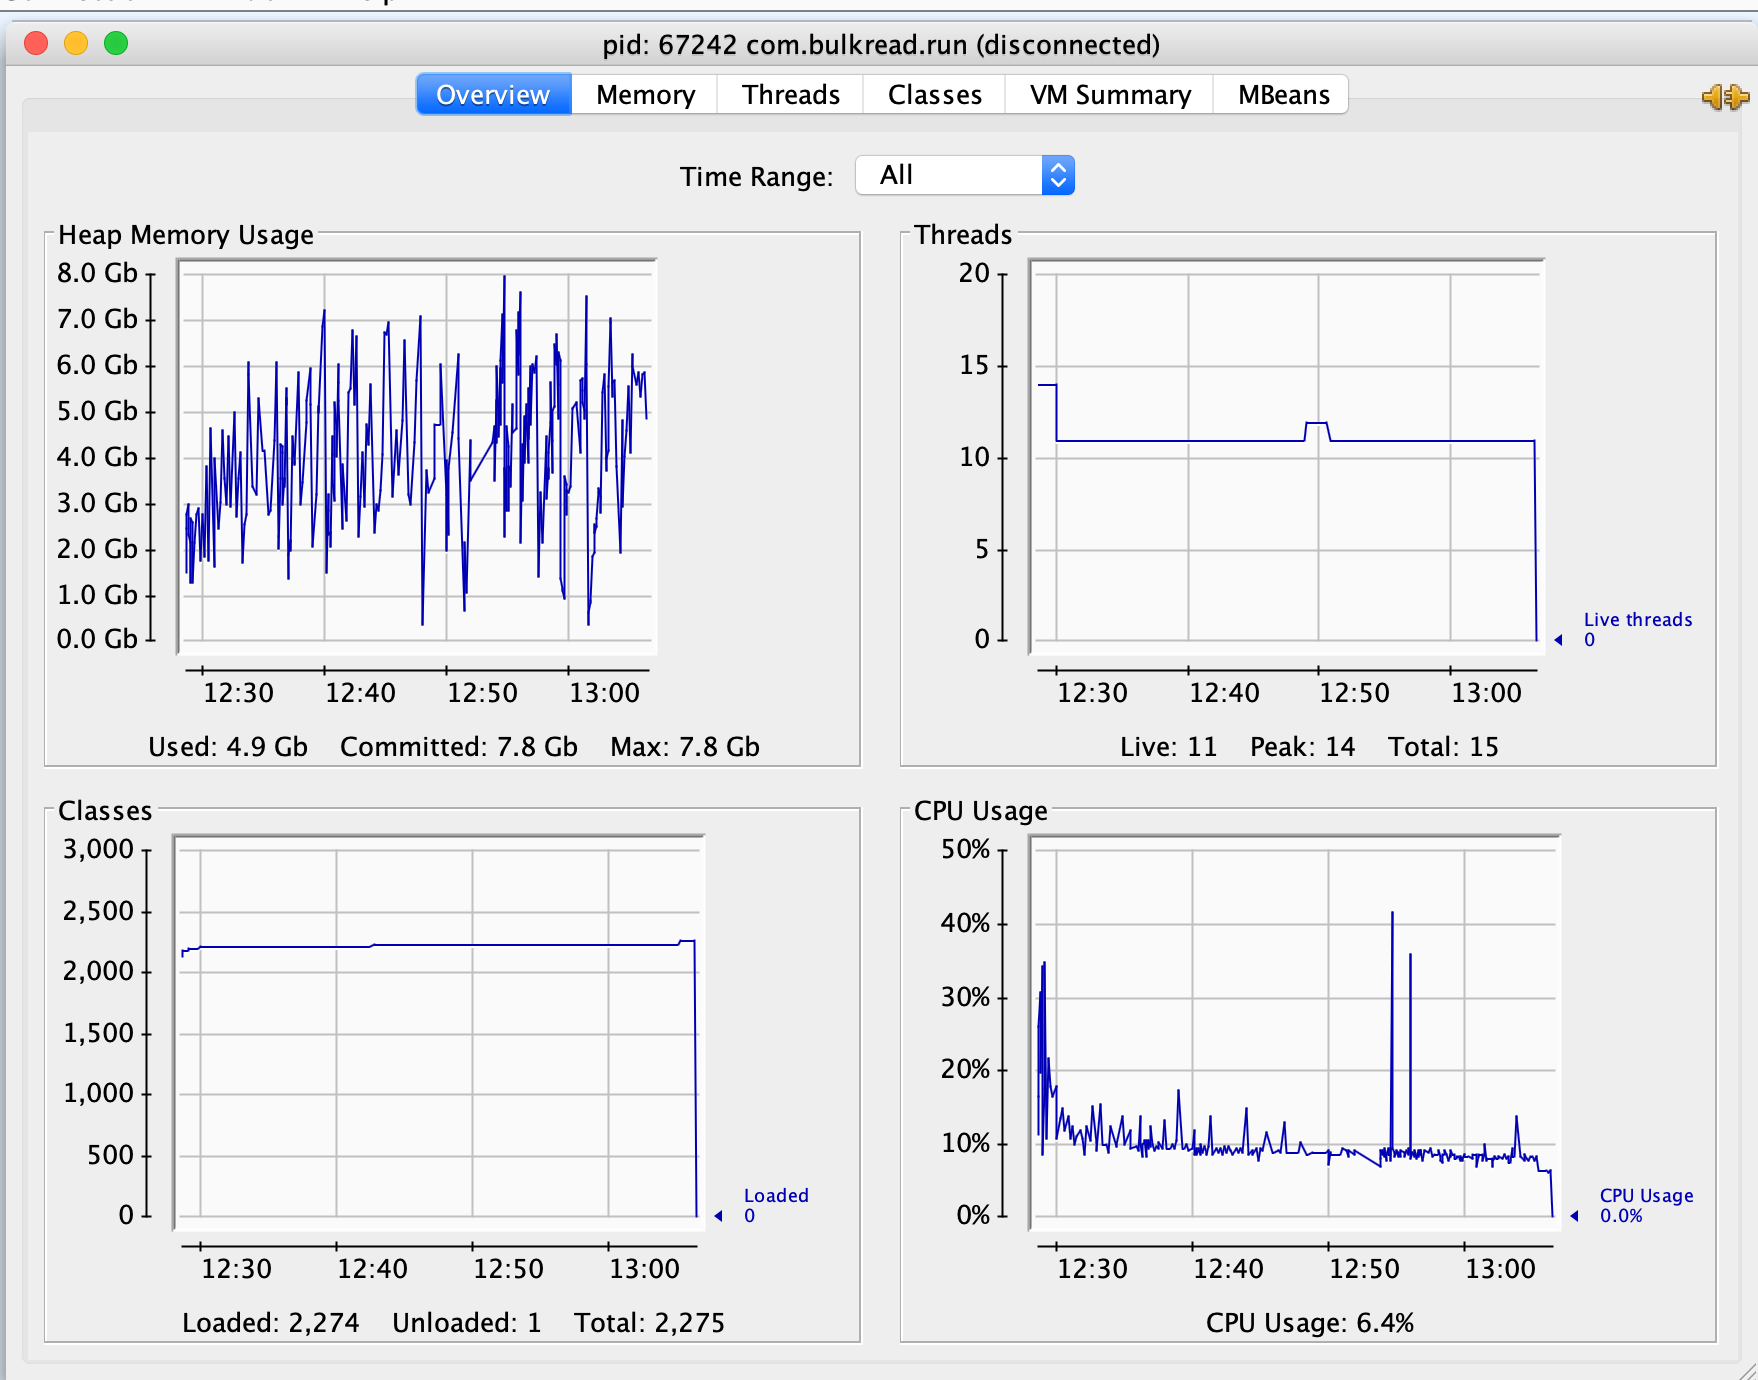 pid: 67242 com.bulkread.run (disconnected)
Overview Memory Threads Classes VM Summary MBeans
Time Range: All
Heap Memory Usage
8.0 Gb
7.0 Gb
6.0 Gb
5.0 Gb
4.0 Gb
3.0 Gb
2.0 Gb
1.0 Gb
0.0 Gb
12:30 12:40 12:50 13:00
Used: 4.9 Gb Committed: 7.8 Gb Max: 7.8 Gb
Threads
20
15
10
5
0
Live threads
0
12:30 12:40 12:50 13:00
Live: 11 Peak: 14 Total: 15
Classes
3,000
2,500
2,000
1,500
1,000
500
0
Loaded
0
12:30 12:40 12:50 13:00
Loaded: 2,274 Unloaded: 1 Total: 2,275
CPU Usage
50%
40%
30%
20%
10%
0%
CPU Usage
0.0%
12:30 12:40 12:50 13:00
CPU Usage: 6.4%